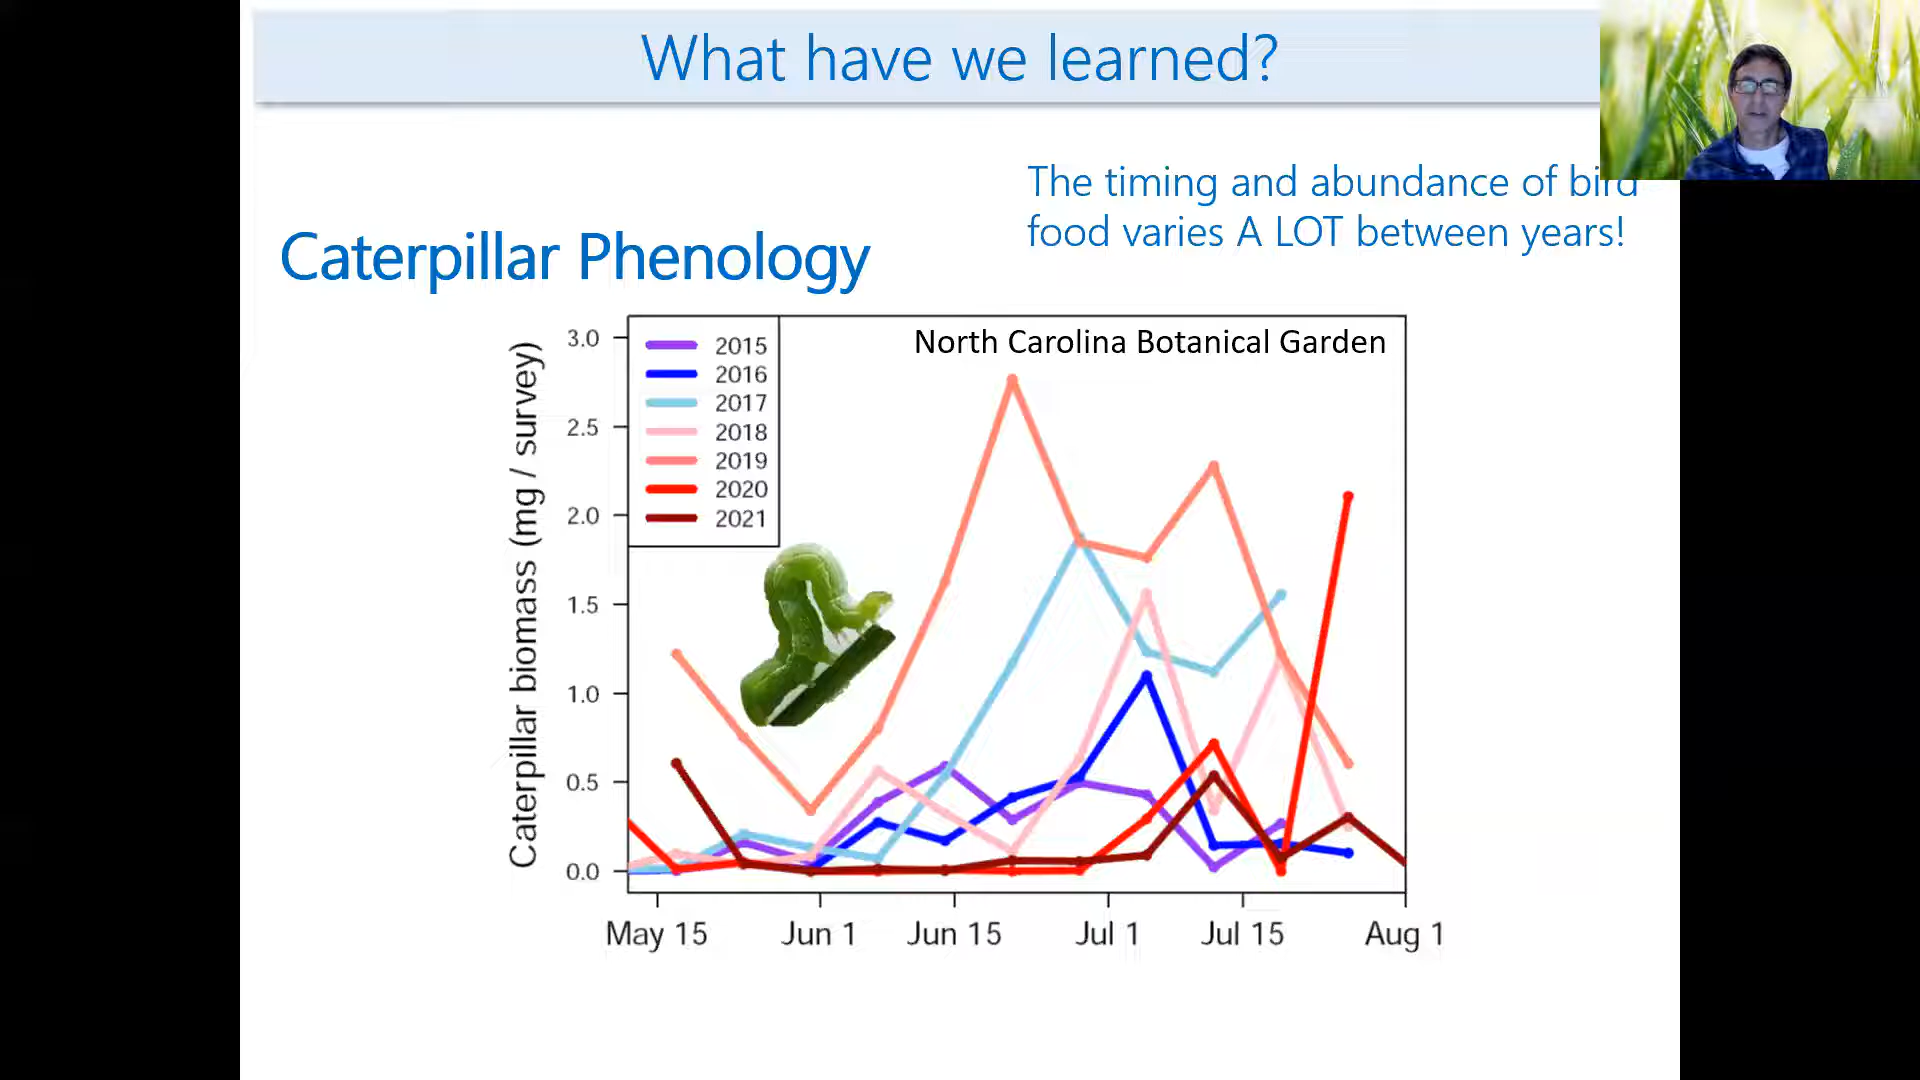 What have we learned?
The timing and abundance of bird
food varies A LOT between years!
Caterpillar Phenology
North Carolina Botanical Garden
Caterpillar biomass (mg / survey)
3.0
2.5
2.0
1.5
1.0
0.5
0.0
2015
2016
2017
2018
2019
2020
2021
May 15 Jun 1 Jun 15 Jul 1 Jul 15 Aug 1